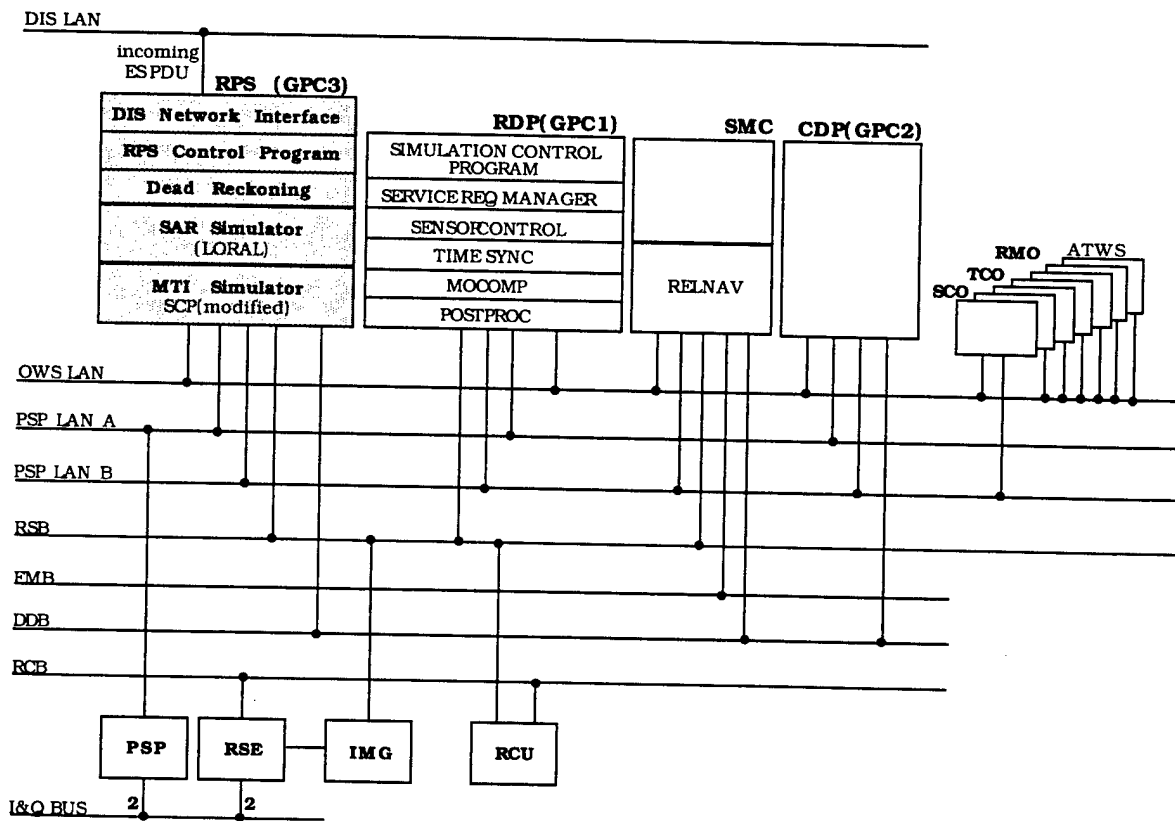 DIS LAN
incoming
ESPDU
RPS (GPC3)
DIS Network Interface
RPS Control Program
Dead Reckoning
SAR Simulator
(LORAL)
MTI Simulator
SCP(modified)
RDP(GPC1)
SIMULATION CONTROL
PROGRAM
SERVICE REQ MANAGER
SENSORCONTROL
TIME SYNC
MOCOMP
POSTPROC
SMC
RELNAV
CDP(GPC2)
SCO
TCO
RMO
ATWS
OWS LAN
PSP LAN A
PSP LAN B
RSB
FMB
DDB
RCB
PSP
RSE
IMG
RCU
2
2
I&Q BUS